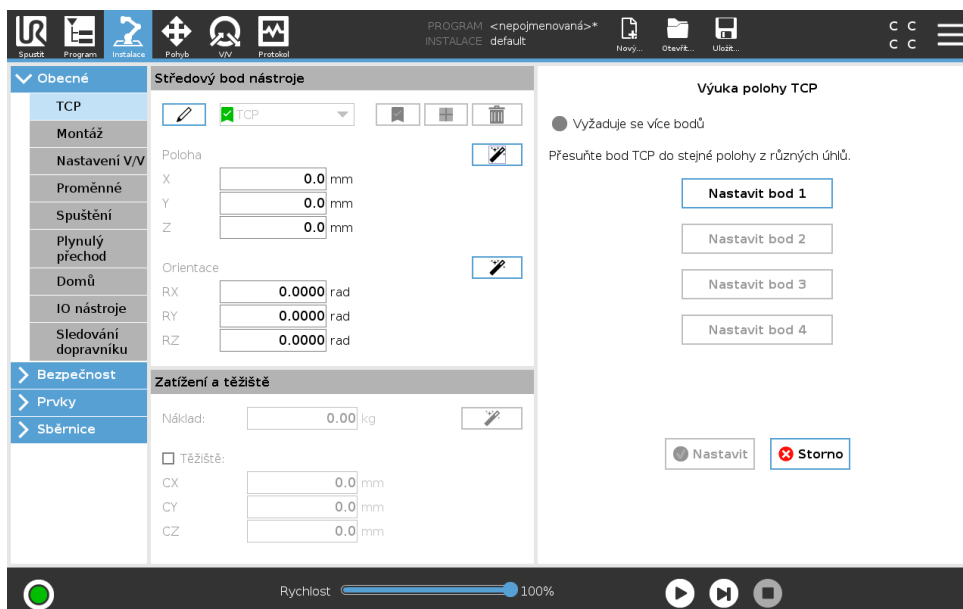 UR
PROGRAM <nepojmenovaná>*
INSTALACE default
Spustit Program Instalace Pohyb V/V Protokol Nový... Otevřít... Uložit...
C C
C C
Obecné
TCP
Montáž
Nastavení V/V
Proměnné
Spuštění
Plynulý
přechod
Domů
IO nástroje
Sledování
dopravníku
Bezpečnost
Prvky
Sběrnice
Středový bod nástroje
TCP
Poloha
X 0.0 mm
Y 0.0 mm
Z 0.0 mm
Orientace
RX 0.0000 rad
RY 0.0000 rad
RZ 0.0000 rad
Zatížení a těžiště
Náklad: 0.00 kg
Těžiště:
CX 0.0 mm
CY 0.0 mm
CZ 0.0 mm
Výuka polohy TCP
Vyžaduje se více bodů
Přesuňte bod TCP do stejné polohy z různých úhlů.
Nastavit bod 1
Nastavit bod 2
Nastavit bod 3
Nastavit bod 4
Nastavit Storno
Rychlost 100%